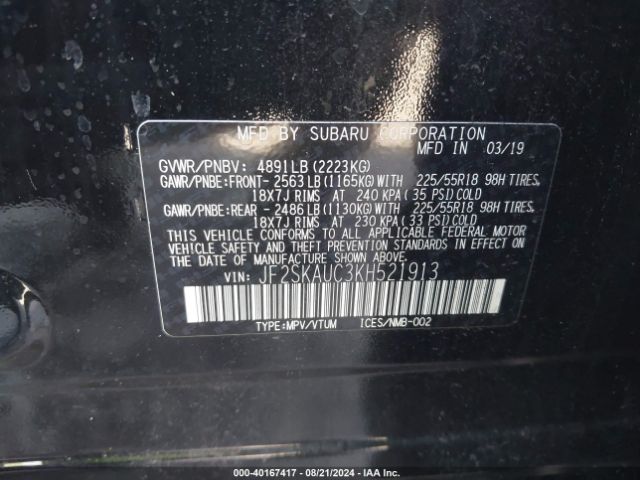 MFD BY SUBARU CORPORATION
MFD IN 03/19
GVWR/PNBV: 4891LB(2223KG)
GAWR/PNBE:FRONT-2563LB(1165KG)WITH 225/55R18 98H TIRES,
18X7J RIMS AT 240 KPA(35 PSI)COLD
GAWR/PNBE:REAR -2486LB(1130KG)WITH 225/55R18 98H TIRES,
18X7J RIMS AT 230 KPA(33 PSI)COLD
THIS VEHICLE CONFORMS TO ALL APPLICABLE FEDERAL MOTOR
VEHICLE SAFETY AND THEFT PREVENTION STANDARDS IN EFFECT ON THE DATE
OF MANUFACTURE SHOWN ABOVE.
VIN: JF2SKAUC3KH521913
TYPE:MPV/VTUM ICES/NMB-002
000-40167417 - 08/21/2024 - IAA Inc.